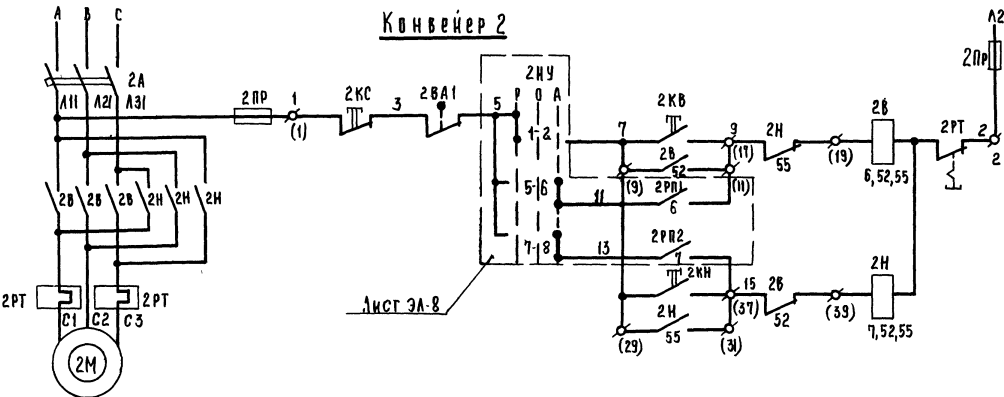 Конвейер 2
А В С
Л2
2А
Л11 Л21 Л31
2ПР
1
(1)
2КС
3
2ВА1
5
2НУ
Р О А
1-2
5-6
7-8
7
2КВ
9
(17)
2В
52
(9)
(11)
2РП1
6
11
13
2РП2
7
2КН
15
(37)
2Н
55
(29)
(31)
2Н
55
(19)
2В
6,52,55
2РТ
2
2
2Пр
2В
52
(39)
2Н
7,52,55
2В 2В 2В 2Н 2Н 2Н
2РТ 2РТ
С1 С2 С3
2М
Лист ЭЛ-8